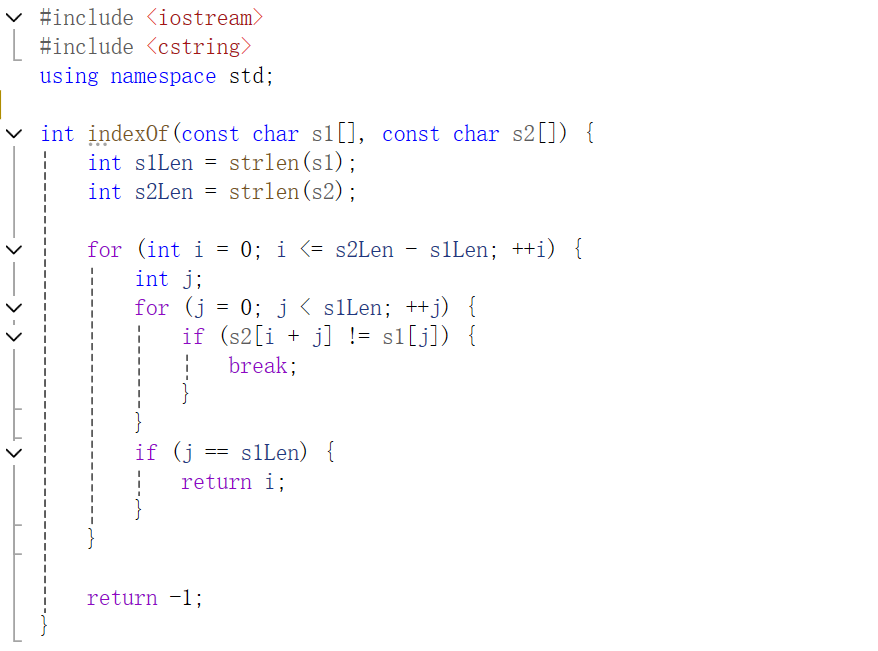 #include <iostream>
#include <cstring>
using namespace std;
int indexOf(const char s1[], const char s2[]) {
int s1Len = strlen(s1);
int s2Len = strlen(s2);
for (int i = 0; i <= s2Len - s1Len; ++i) {
int j;
for (j = 0; j < s1Len; ++j) {
if (s2[i + j] != s1[j]) {
break;
}
}
if (j == s1Len) {
return i;
}
}
return -1;
}